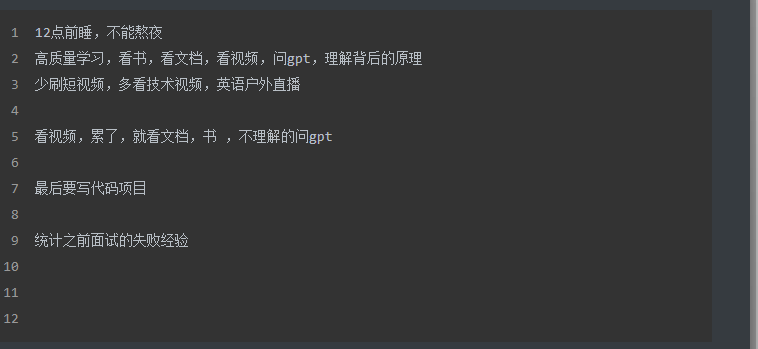 1 12点前睡，不能熬夜
2 高质量学习，看书，看文档，看视频，问gpt，理解背后的原理
3 少刷短视频，多看技术视频，英语户外直播
4
5 看视频，累了，就看文档，书 ，不理解的问gpt
6
7 最后要写代码项目
8
9 统计之前面试的失败经验
10
11
12